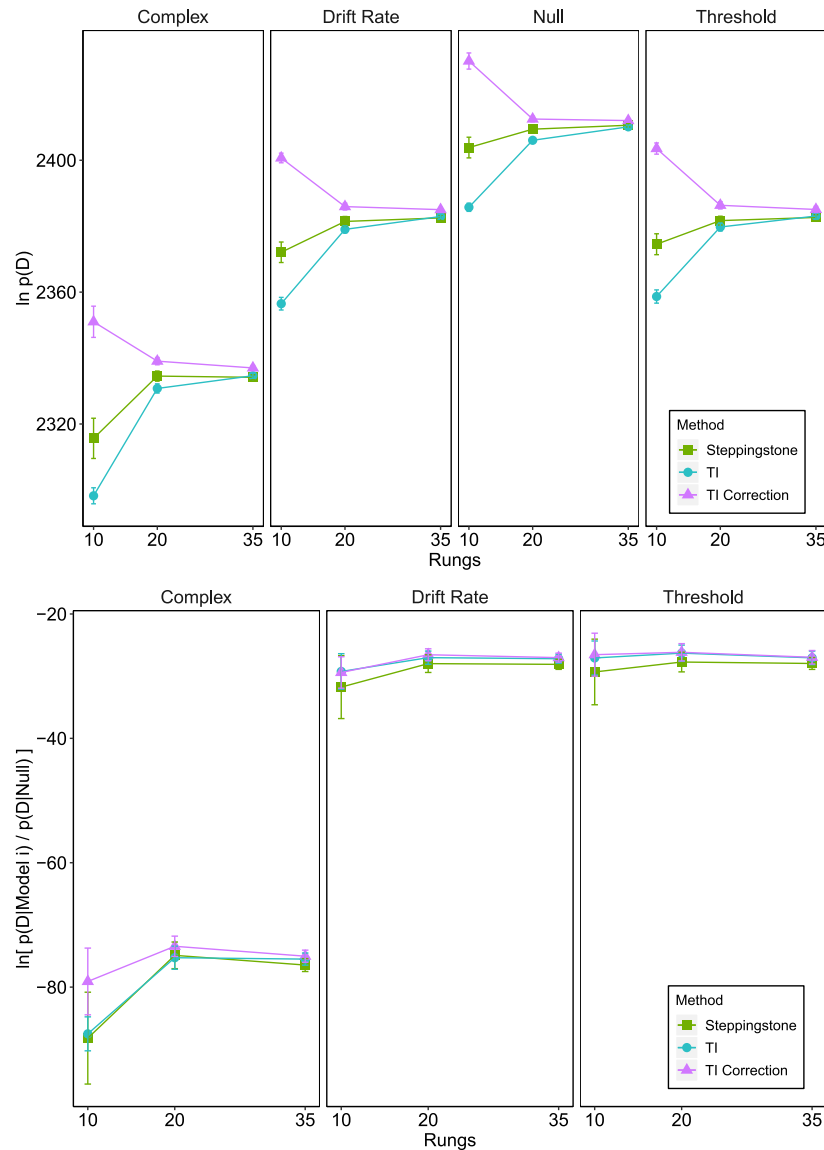 Complex Drift Rate Null Threshold
ln p(D)
2400
2360
2320
Method
Steppingstone
TI
TI Correction
10 20 35 10 20 35 10 20 35 10 20 35
Rungs
Complex Drift Rate Threshold
ln[ p(D|Model i) / p(D|Null) ]
−20
−40
−60
−80
Method
Steppingstone
TI
TI Correction
10 20 35 10 20 35 10 20 35
Rungs